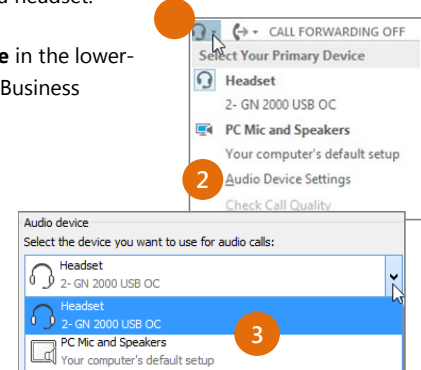 a headset.
e in the lower-
Business
CALL FORWARDING OFF
Select Your Primary Device
Headset
2- GN 2000 USB OC
PC Mic and Speakers
Your computer's default setup
2
Audio Device Settings
Check Call Quality
Audio device
Select the device you want to use for audio calls:
Headset
2- GN 2000 USB OC
Headset
2- GN 2000 USB OC
3
PC Mic and Speakers
Your computer's default setup